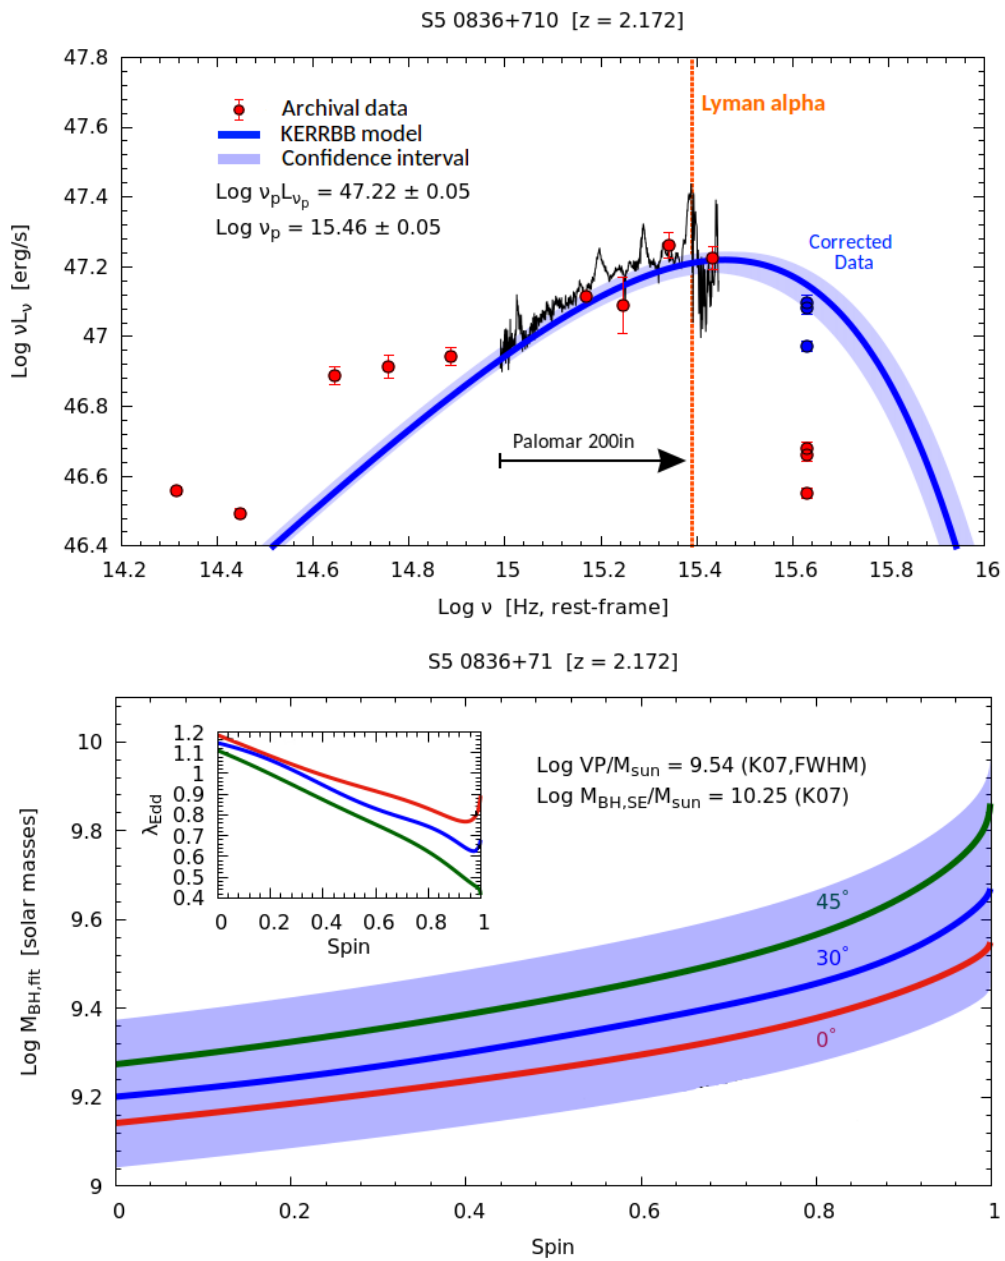 S5 0836+710 [z = 2.172]
47.8
47.6
47.4
47.2
47
46.8
46.6
46.4
Log νLν [erg/s]
Lyman alpha
Archival data
KERRBB model
Confidence interval
Log νpLνp = 47.22 ± 0.05
Log νp = 15.46 ± 0.05
Corrected
Data
Palomar 200in
14.2 14.4 14.6 14.8 15 15.2 15.4 15.6 15.8 16
Log ν [Hz, rest-frame]
S5 0836+71 [z = 2.172]
10
9.8
9.6
9.4
9.2
9
Log MBH,fit [solar masses]
1.2
1.1
1
0.9
0.8
0.7
0.6
0.5
0.4
λEdd
0 0.2 0.4 0.6 0.8 1
Spin
Log VP/Msun = 9.54 (K07,FWHM)
Log MBH,SE/Msun = 10.25 (K07)
45°
30°
0°
0 0.2 0.4 0.6 0.8 1
Spin